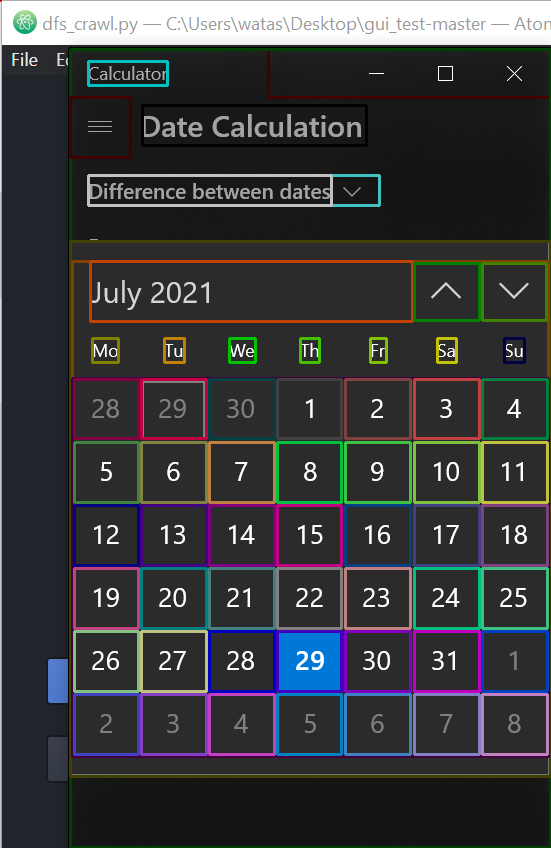 dfs_crawl.py — C:\Users\watas\Desktop\gui_test-master — Atom
File
Calculator
Date Calculation
Difference between dates
July 2021
Mo Tu We Th Fr Sa Su
28 29 30 1 2 3 4
5 6 7 8 9 10 11
12 13 14 15 16 17 18
19 20 21 22 23 24 25
26 27 28 29 30 31 1
2 3 4 5 6 7 8